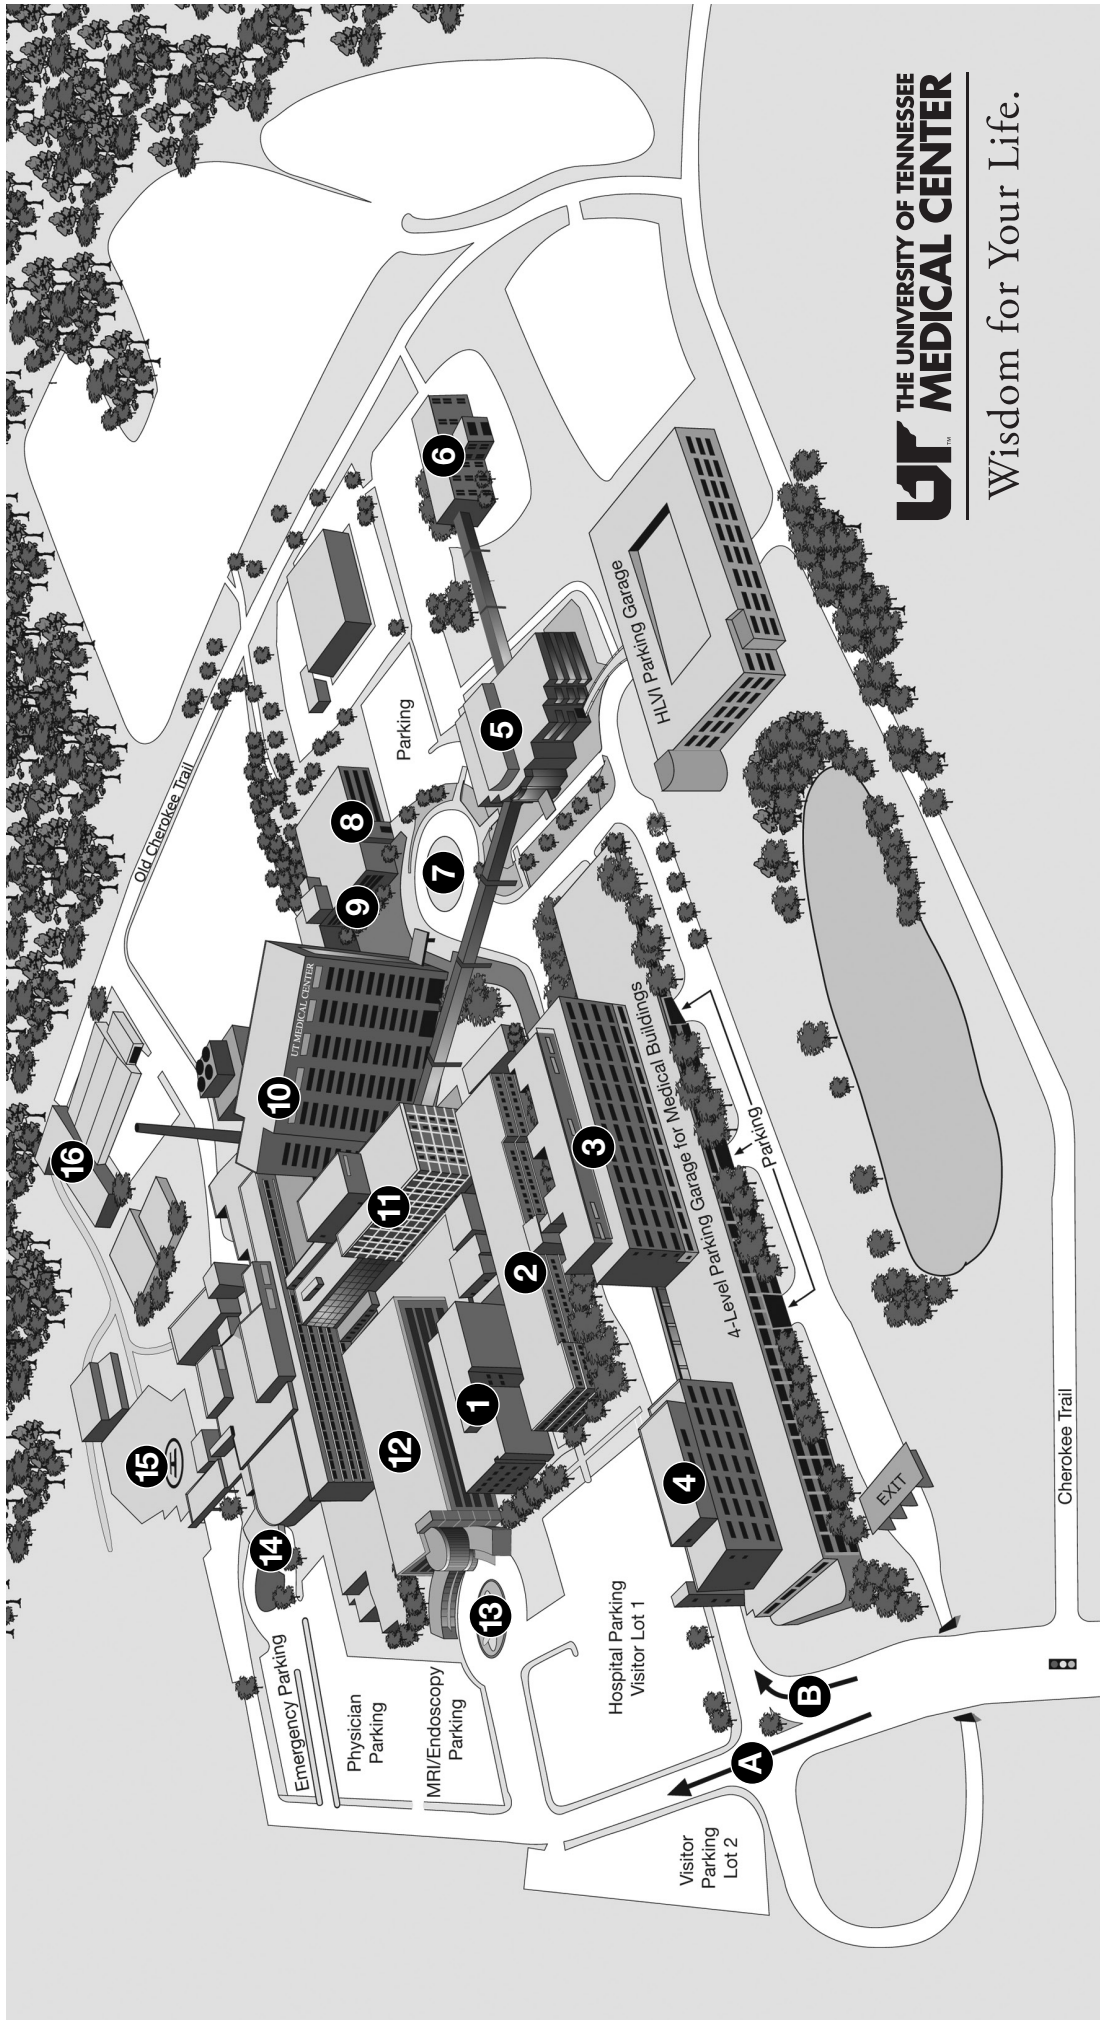 THE UNIVERSITY OF TENNESSEE
MEDICAL CENTER
UT
TM
Wisdom for Your Life.
Old Cherokee Trail
16
15
14
10
UT MEDICAL CENTER
9
8
Parking
6
5
7
HLVI Parking Garage
11
12
1
2
3
4-Level Parking Garage for Medical Buildings
Parking
4
13
H
EXIT
Cherokee Trail
Emergency Parking
Physician
Parking
MRI/Endoscopy
Parking
Hospital Parking
Visitor Lot 1
Visitor
Parking
Lot 2
A
B